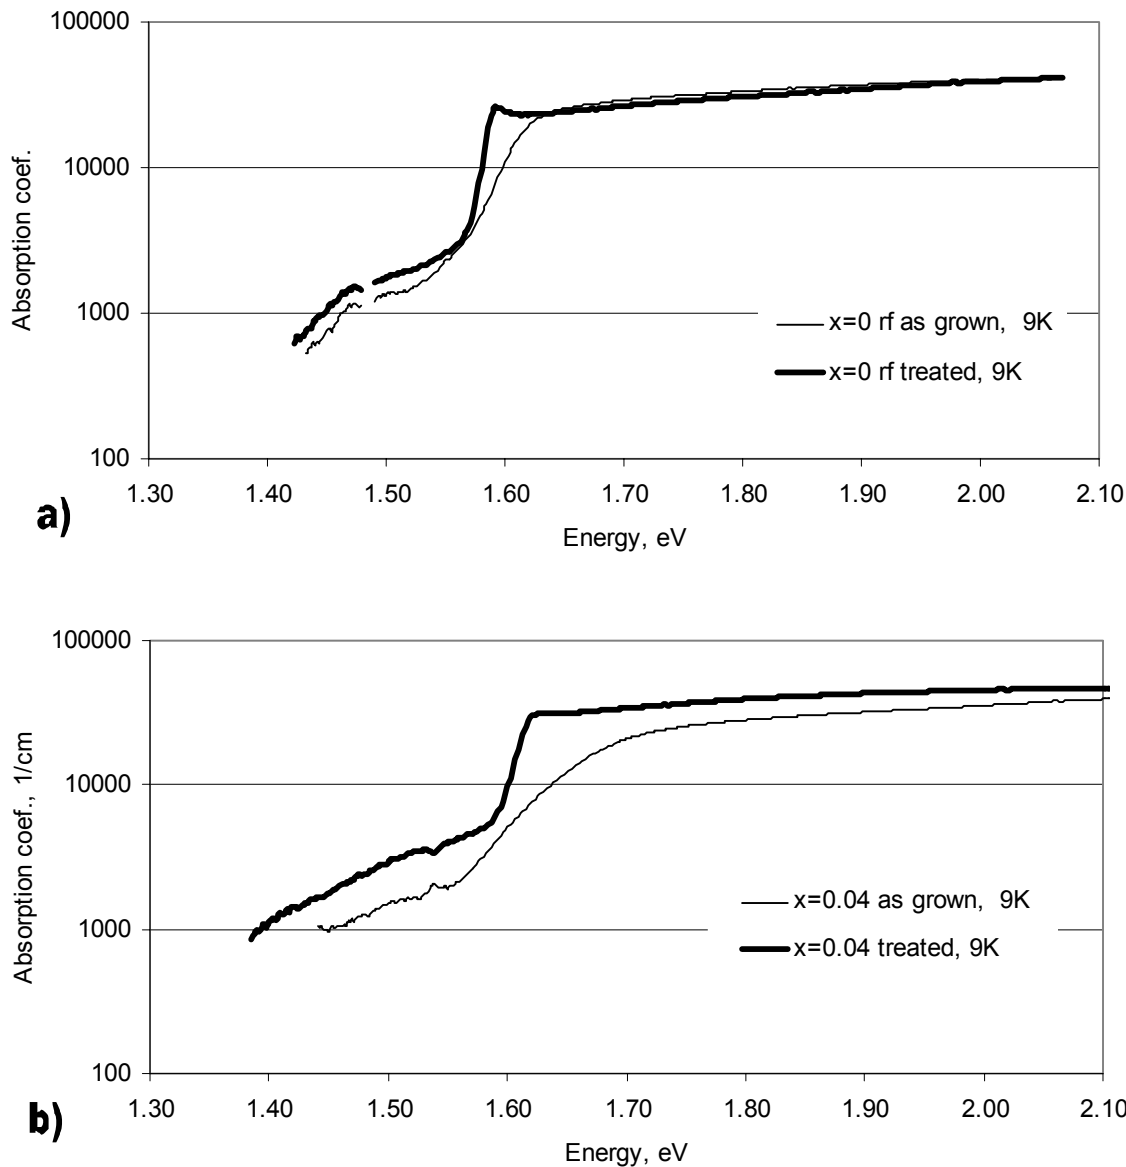 100000
10000
1000
100
Absorption coef.
x=0 rf as grown, 9K
x=0 rf treated, 9K
1.30 1.40 1.50 1.60 1.70 1.80 1.90 2.00 2.10
a)
Energy, eV
100000
10000
1000
100
Absorption coef., 1/cm
x=0.04 as grown, 9K
x=0.04 treated, 9K
1.30 1.40 1.50 1.60 1.70 1.80 1.90 2.00 2.10
b)
Energy, eV